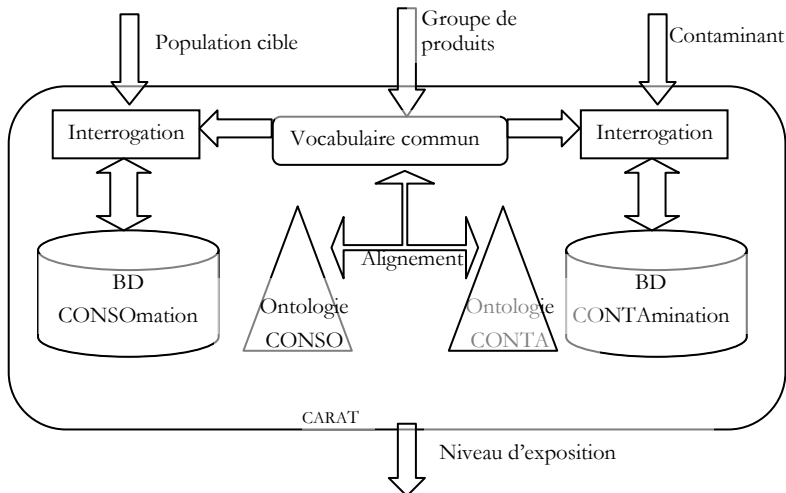 Population cible
Groupe de
produits
Contaminant
Interrogation
Vocabulaire commun
Interrogation
Alignement
BD
CONSOmation
Ontologie
CONSO
Ontologie
CONTA
BD
CONTAmination
CARAT
Niveau d'exposition